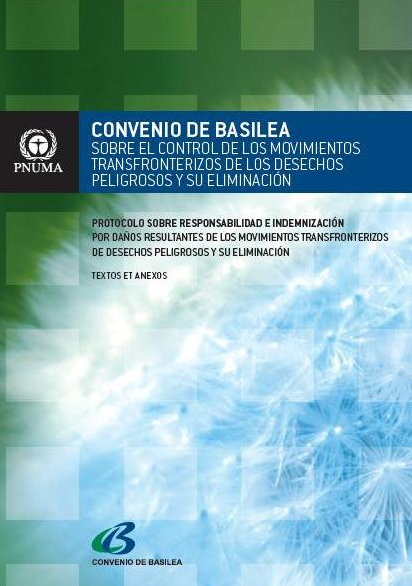 PNUMA
CONVENIO DE BASILEA
SOBRE EL CONTROL DE LOS MOVIMIENTOS
TRANSFRONTERIZOS DE LOS DESECHOS
PELIGROSOS Y SU ELIMINACIÓN
PROTOCOLO SOBRE RESPONSABILIDAD E INDEMNIZACIÓN
POR DAÑOS RESULTANTES DE LOS MOVIMIENTOS TRANSFRONTERIZOS
DE DESECHOS PELIGROSOS Y SU ELIMINACIÓN
TEXTOS ET ANEXOS
CONVENIO DE BASILEA